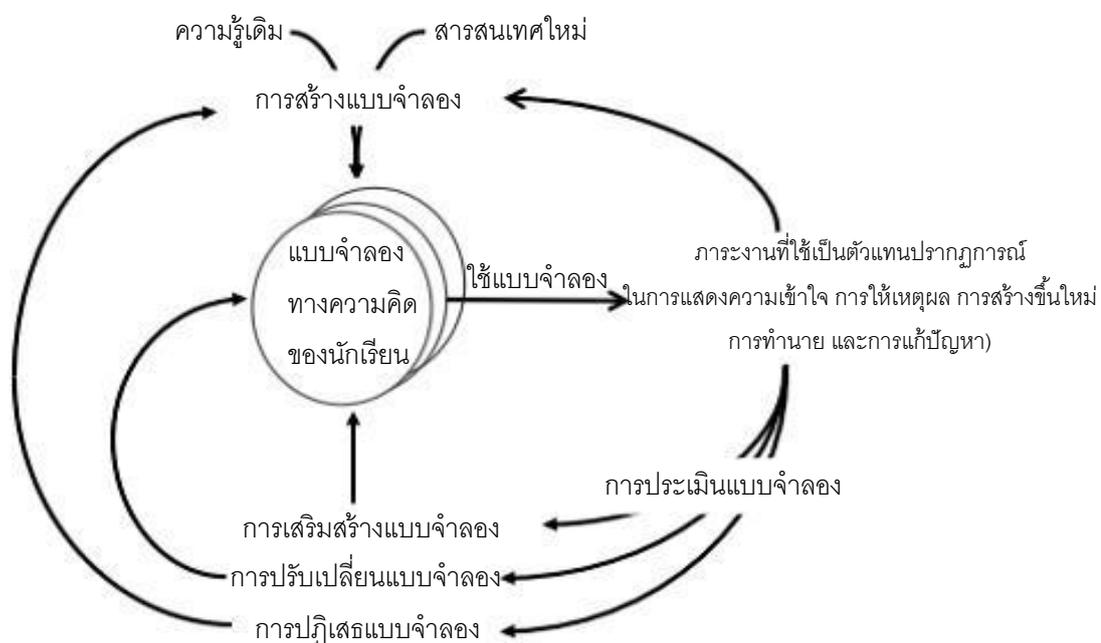 ความรู้เดิม
สารสนเทศใหม่
การสร้างแบบจำลอง
แบบจำลอง
ทางความคิด
ของนักเรียน
ใช้แบบจำลอง
ภาระงานที่ใช้เป็นตัวแทนปรากฏการณ์
ในการแสดงความเข้าใจ การให้เหตุผล การสร้างขึ้นใหม่
การทำนาย และการแก้ปัญหา)
การประเมินแบบจำลอง
การเสริมสร้างแบบจำลอง
การปรับเปลี่ยนแบบจำลอง
การปฏิเสธแบบจำลอง